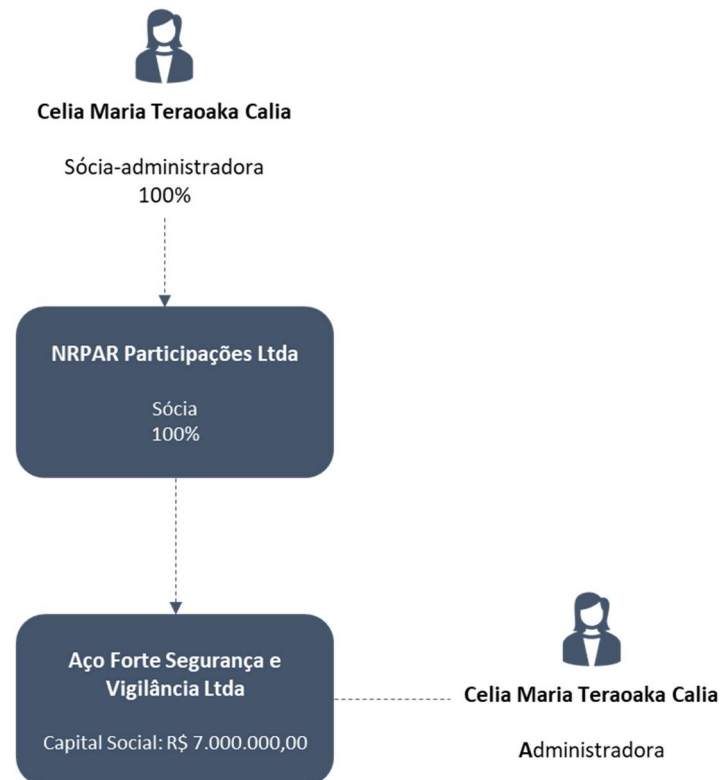 Celia Maria Teraoaka Calia
Sócia-administradora
100%
NRPAR Participações Ltda
Sócia
100%
Aço Forte Segurança e
Vigilância Ltda
Capital Social: R$ 7.000.000,00
Celia Maria Teraoaka Calia
Administradora